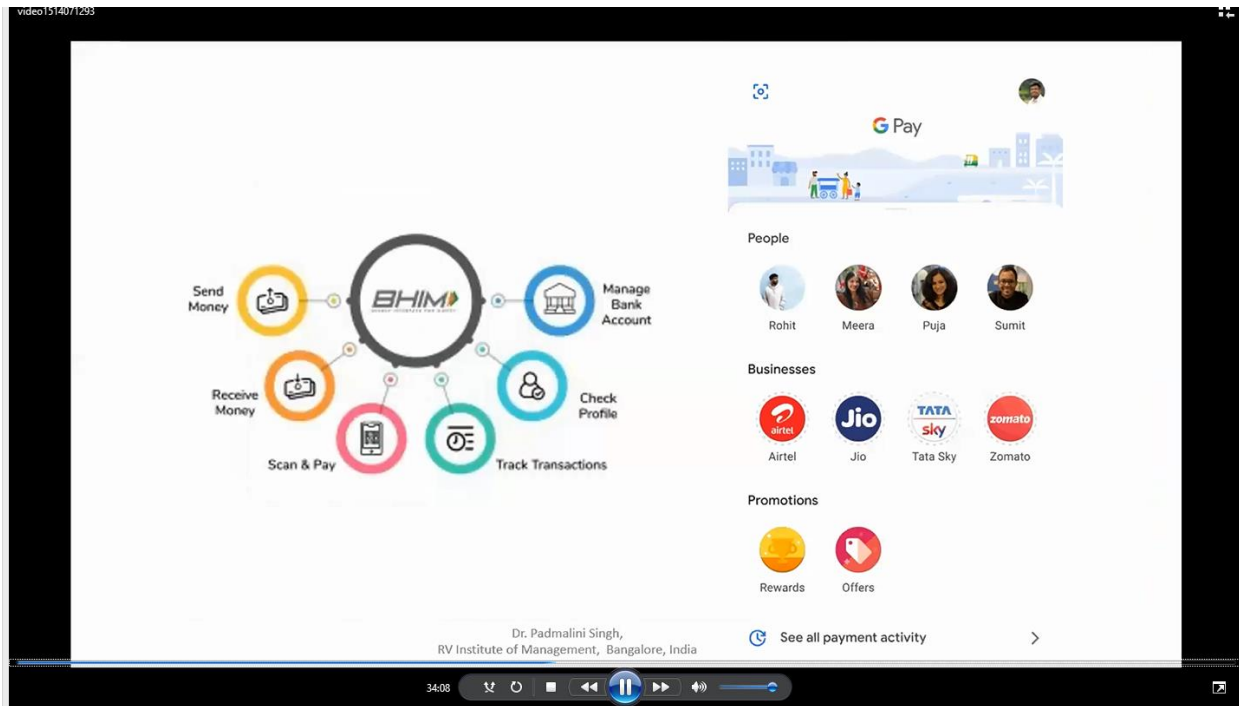 video1514071293
G Pay
People
Rohit
Meera
Puja
Sumit
Businesses
airtel
Jio
TATA
sky
zomato
Airtel
Jio
Tata Sky
Zomato
Promotions
Rewards
Offers
See all payment activity
Send
Money
BHIM
Manage
Bank
Account
Receive
Money
Check
Profile
Scan & Pay
Track Transactions
Dr. Padmalini Singh,
RV Institute of Management, Bangalore, India
34:08